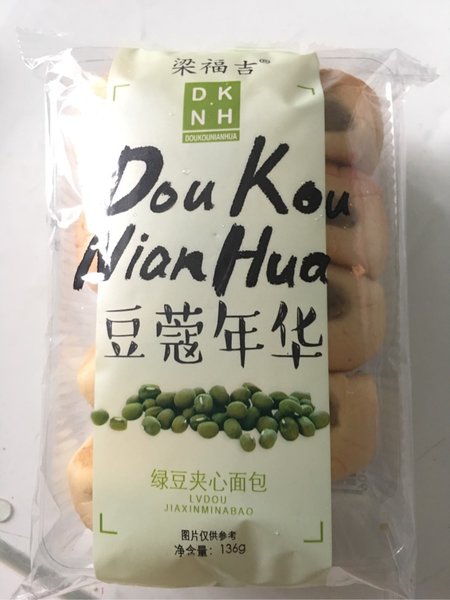 梁福吉®
D.K
NH
DOUKOUNIANHUA
Dou Kou
Nian Hua
豆蔻年华
绿豆夹心面包
LVDOU
JIAXINMINABAO
图片仅供参考
净含量：136g